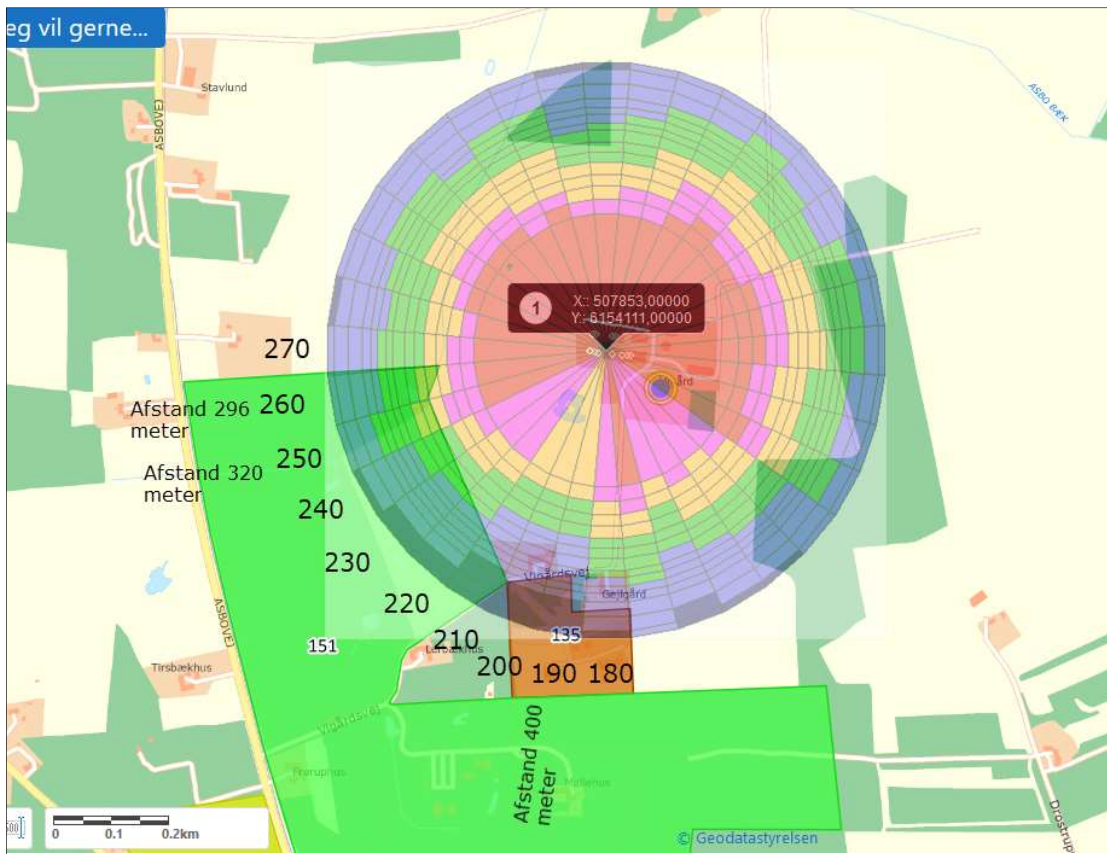 eg vil gerne...
Stavlund
ASBOVEJ
ASBO BÆK
1
X:: 507853,00000
Y:: 6154111,00000
270
Afstand 296
meter
260
250
Afstand 320
meter
240
230
Vigårdsvej
220
Gejlgård
ASBOVEJ
151
210
135
Tirsbækhus
200
190
180
Vigårdsvej
Afstand 400
meter
Frøruphus
Møllehus
0
0.1
0.2km
© Geodatastyrelsen